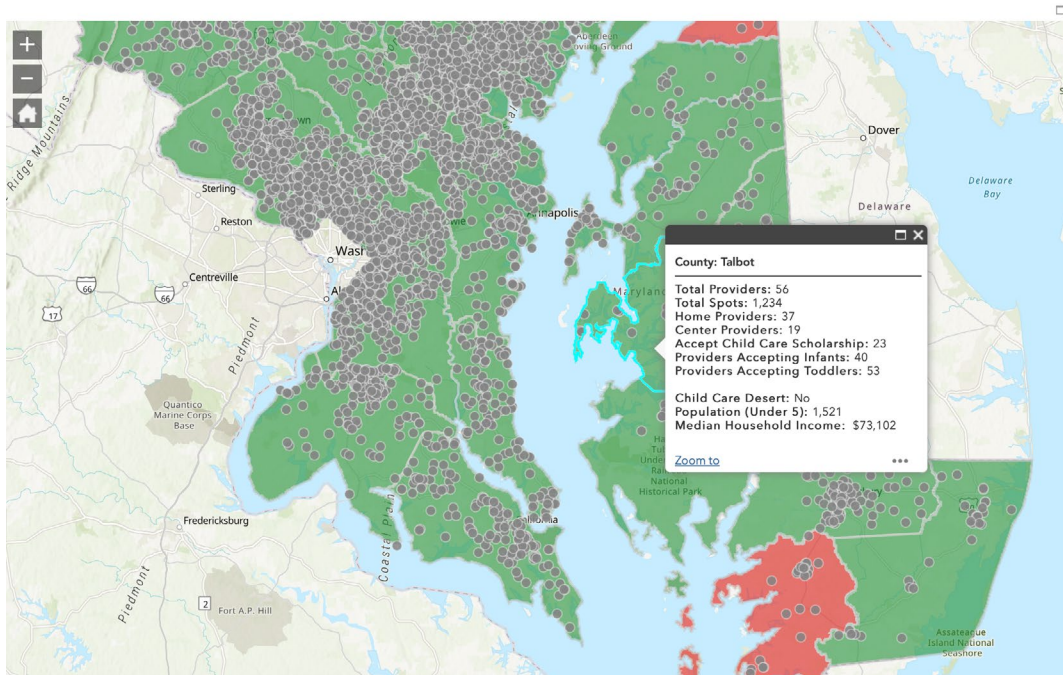 Aberdeen
Proving Ground
+
−
Ridge Mountains
Dover
Delaware
Bay
Delaware
Sterling
Reston
Annapolis
Wasl
Centreville
66
66
17
Maryland
Piedmont
Quantico
Marine Corps
Base
County: Talbot
Total Providers: 56
Total Spots: 1,234
Home Providers: 37
Center Providers: 19
Accept Child Care Scholarship: 23
Providers Accepting Infants: 40
Providers Accepting Toddlers: 53
Child Care Desert: No
Population (Under 5): 1,521
Median Household Income: $73,102
Zoom to
National
Historical Park
Fredericksburg
Coastal Plain
Piedmont
2
Fort A.P. Hill
Assateague
Island National
Seashore